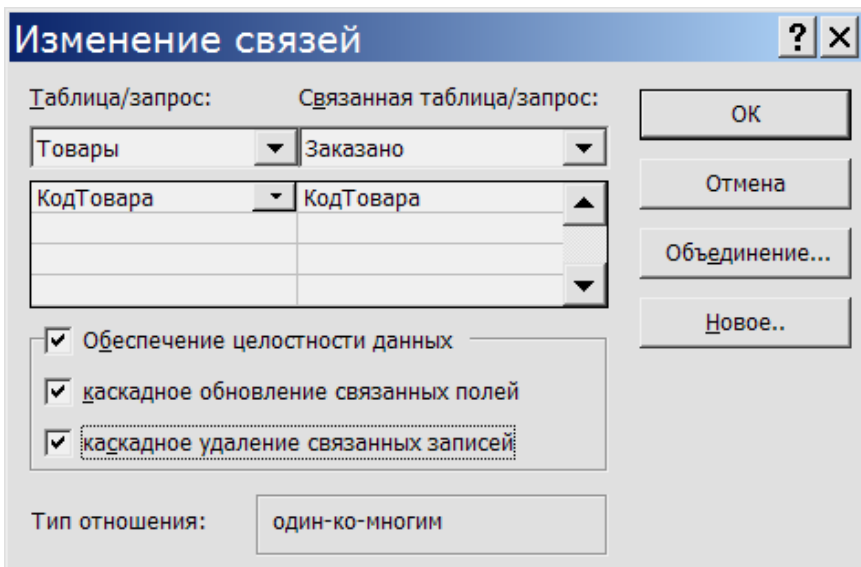 Изменение связей
Таблица/запрос: Связанная таблица/запрос:
Товары Заказано
КодТовара КодТовара
Обеспечение целостности данных
каскадное обновление связанных полей
каскадное удаление связанных записей
Тип отношения: один-ко-многим
ОК
Отмена
Объединение...
Новое..